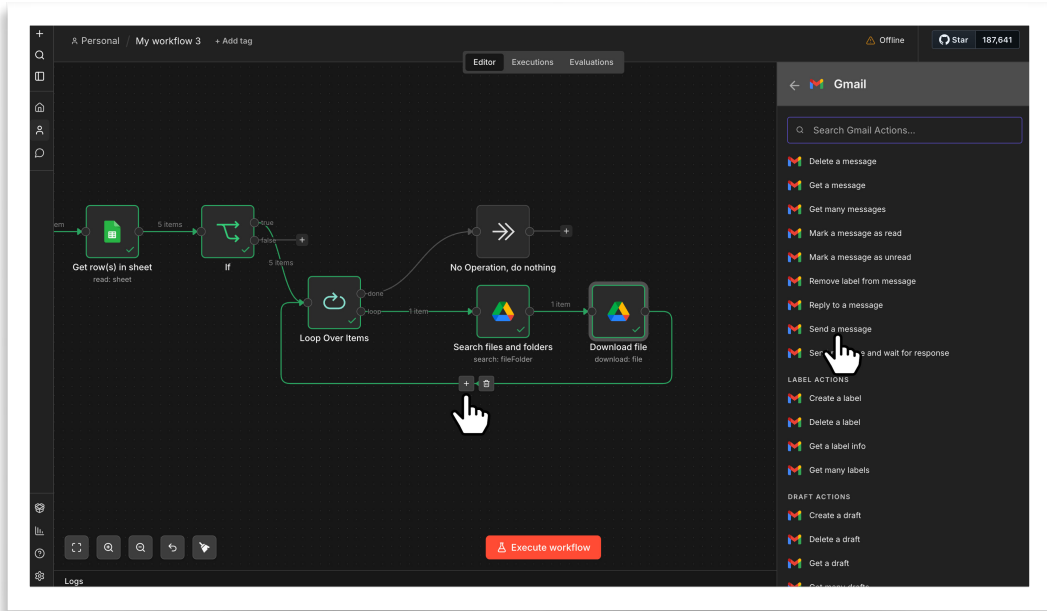 Personal / My workflow 3 + Add tag
Offline
Star 187,641
Editor Executions Evaluations
Gmail
Search Gmail Actions...
Delete a message
Get a message
Get many messages
Mark a message as read
Mark a message as unread
Remove label from message
Reply to a message
Send a message
and wait for response
LABEL ACTIONS
Create a label
Delete a label
Get a label info
Get many labels
DRAFT ACTIONS
Create a draft
Delete a draft
Get a draft
Get many drafts
em
5 items
true
false
Get row(s) in sheet
read: sheet
If
5 items
No Operation, do nothing
done
loop
1 item
1 item
Loop Over Items
Search files and folders
search: fileFolder
Download file
download: file
Execute workflow
Logs